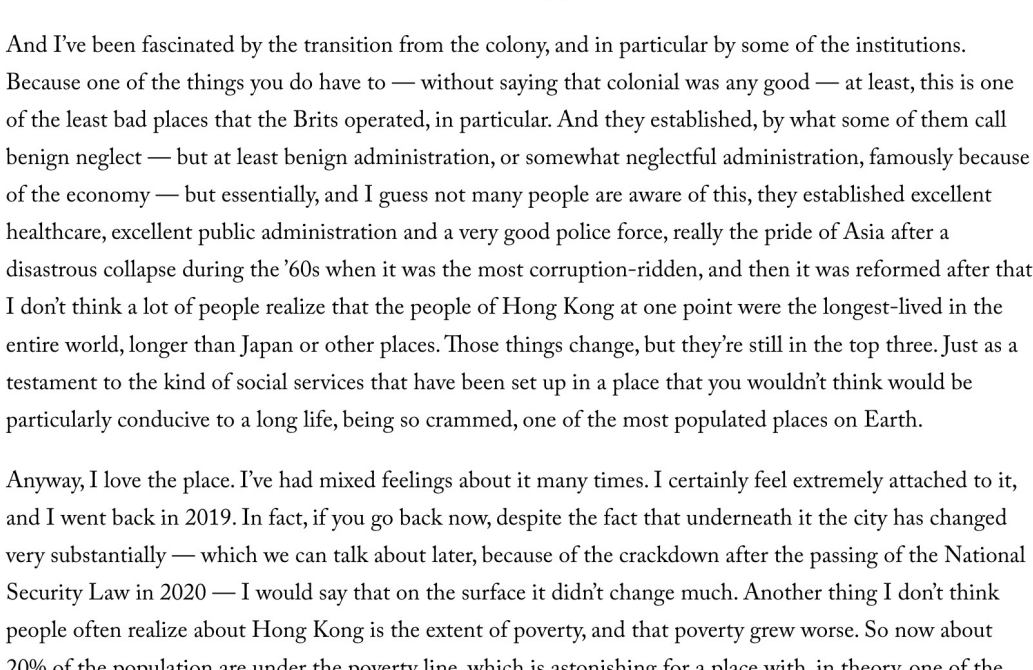 And I’ve been fascinated by the transition from the colony, and in particular by some of the institutions.
Because one of the things you do have to — without saying that colonial was any good — at least, this is one
of the least bad places that the Brits operated, in particular. And they established, by what some of them call
benign neglect — but at least benign administration, or somewhat neglectful administration, famously because
of the economy — but essentially, and I guess not many people are aware of this, they established excellent
healthcare, excellent public administration and a very good police force, really the pride of Asia after a
disastrous collapse during the ’60s when it was the most corruption-ridden, and then it was reformed after that
I don’t think a lot of people realize that the people of Hong Kong at one point were the longest-lived in the
entire world, longer than Japan or other places. Those things change, but they’re still in the top three. Just as a
testament to the kind of social services that have been set up in a place that you wouldn’t think would be
particularly conducive to a long life, being so crammed, one of the most populated places on Earth.
Anyway, I love the place. I’ve had mixed feelings about it many times. I certainly feel extremely attached to it,
and I went back in 2019. In fact, if you go back now, despite the fact that underneath it the city has changed
very substantially — which we can talk about later, because of the crackdown after the passing of the National
Security Law in 2020 — I would say that on the surface it didn’t change much. Another thing I don’t think
people often realize about Hong Kong is the extent of poverty, and that poverty grew worse. So now about
20% of the population are under the poverty line, which is astonishing for a place with, in theory, one of the